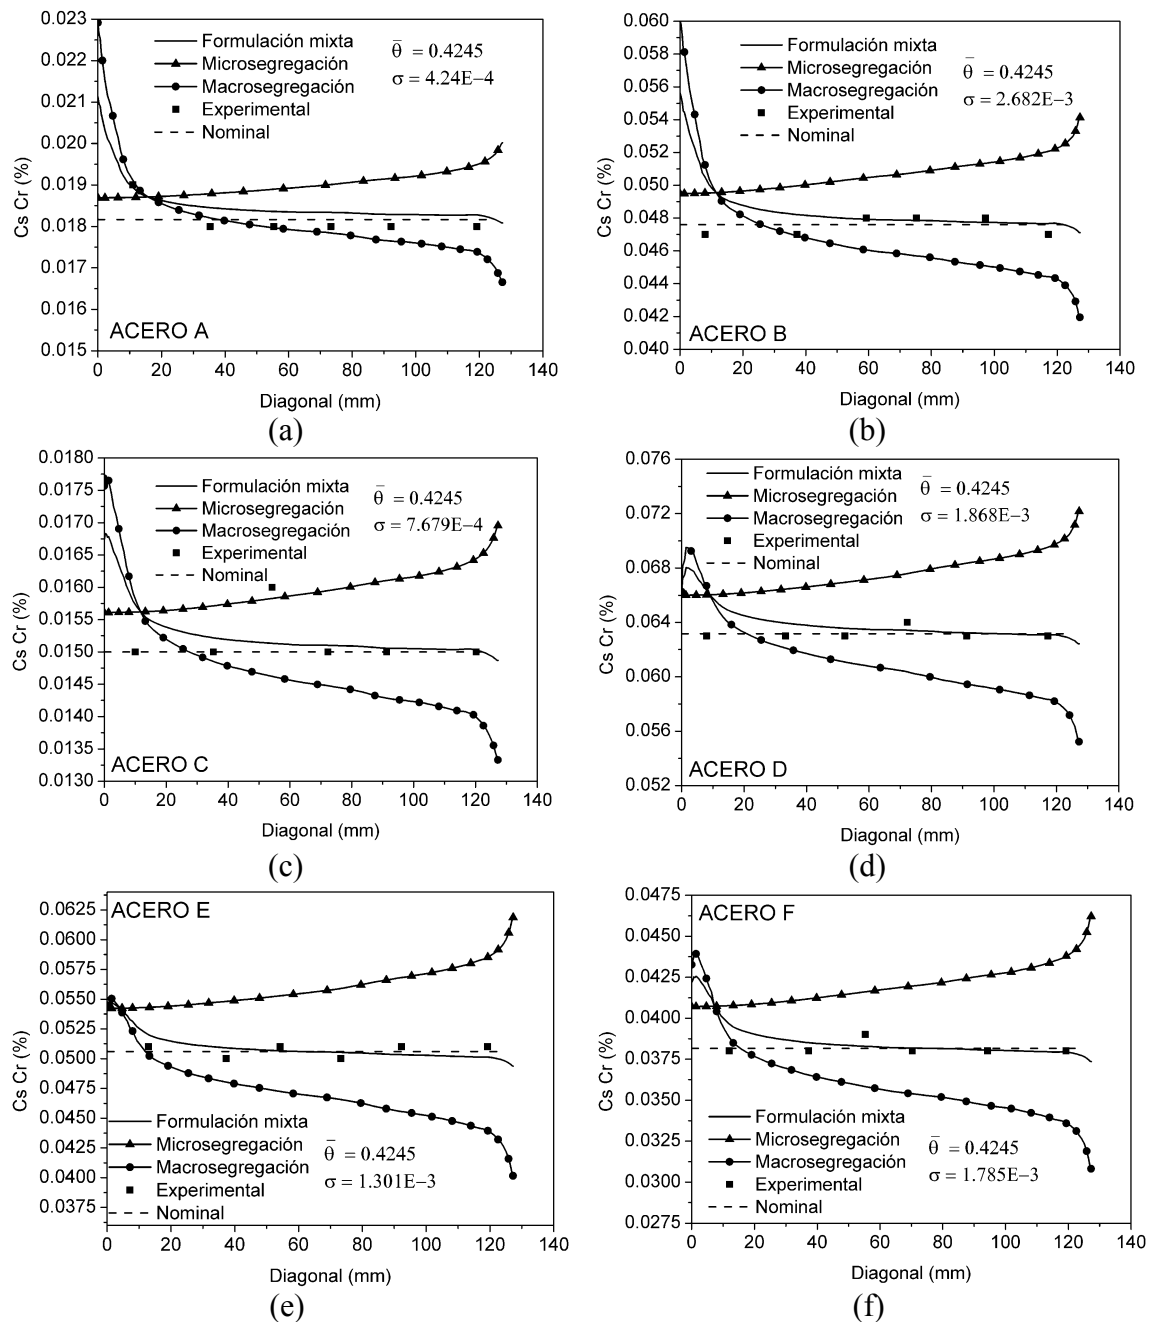 0.023
0.022
0.021
0.020
0.019
0.018
0.017
0.016
0.015
Cs Cr (%)
Formulación mixta
Microsegregación
Macrosegregación
Experimental
Nominal
θ̄ = 0.4245
σ = 4.24E−4
ACERO A
0 20 40 60 80 100 120 140
Diagonal (mm)
(a)
0.060
0.058
0.056
0.054
0.052
0.050
0.048
0.046
0.044
0.042
0.040
Cs Cr (%)
Formulación mixta
Microsegregación
Macrosegregación
Experimental
Nominal
θ̄ = 0.4245
σ = 2.682E−3
ACERO B
0 20 40 60 80 100 120 140
Diagonal (mm)
(b)
0.0180
0.0175
0.0170
0.0165
0.0160
0.0155
0.0150
0.0145
0.0140
0.0135
0.0130
Cs Cr (%)
Formulación mixta
Microsegregación
Macrosegregación
Experimental
Nominal
θ̄ = 0.4245
σ = 7.679E−4
ACERO C
0 20 40 60 80 100 120 140
Diagonal (mm)
(c)
0.076
0.072
0.068
0.064
0.060
0.056
0.052
Cs Cr (%)
Formulación mixta
Microsegregación
Macrosegregación
Experimental
Nominal
θ̄ = 0.4245
σ = 1.868E−3
ACERO D
0 20 40 60 80 100 120 140
Diagonal (mm)
(d)
ACERO E
0.0625
0.0600
0.0575
0.0550
0.0525
0.0500
0.0475
0.0450
0.0425
0.0400
0.0375
Cs Cr (%)
Formulación mixta
Microsegregación
Macrosegregación
Experimental
Nominal
θ̄ = 0.4245
σ = 1.301E−3
0 20 40 60 80 100 120 140
Diagonal (mm)
(e)
ACERO F
0.0475
0.0450
0.0425
0.0400
0.0375
0.0350
0.0325
0.0300
0.0275
Cs Cr (%)
Formulación mixta
Microsegregación
Macrosegregación
Experimental
Nominal
θ̄ = 0.4245
σ = 1.785E−3
0 20 40 60 80 100 120 140
Diagonal (mm)
(f)